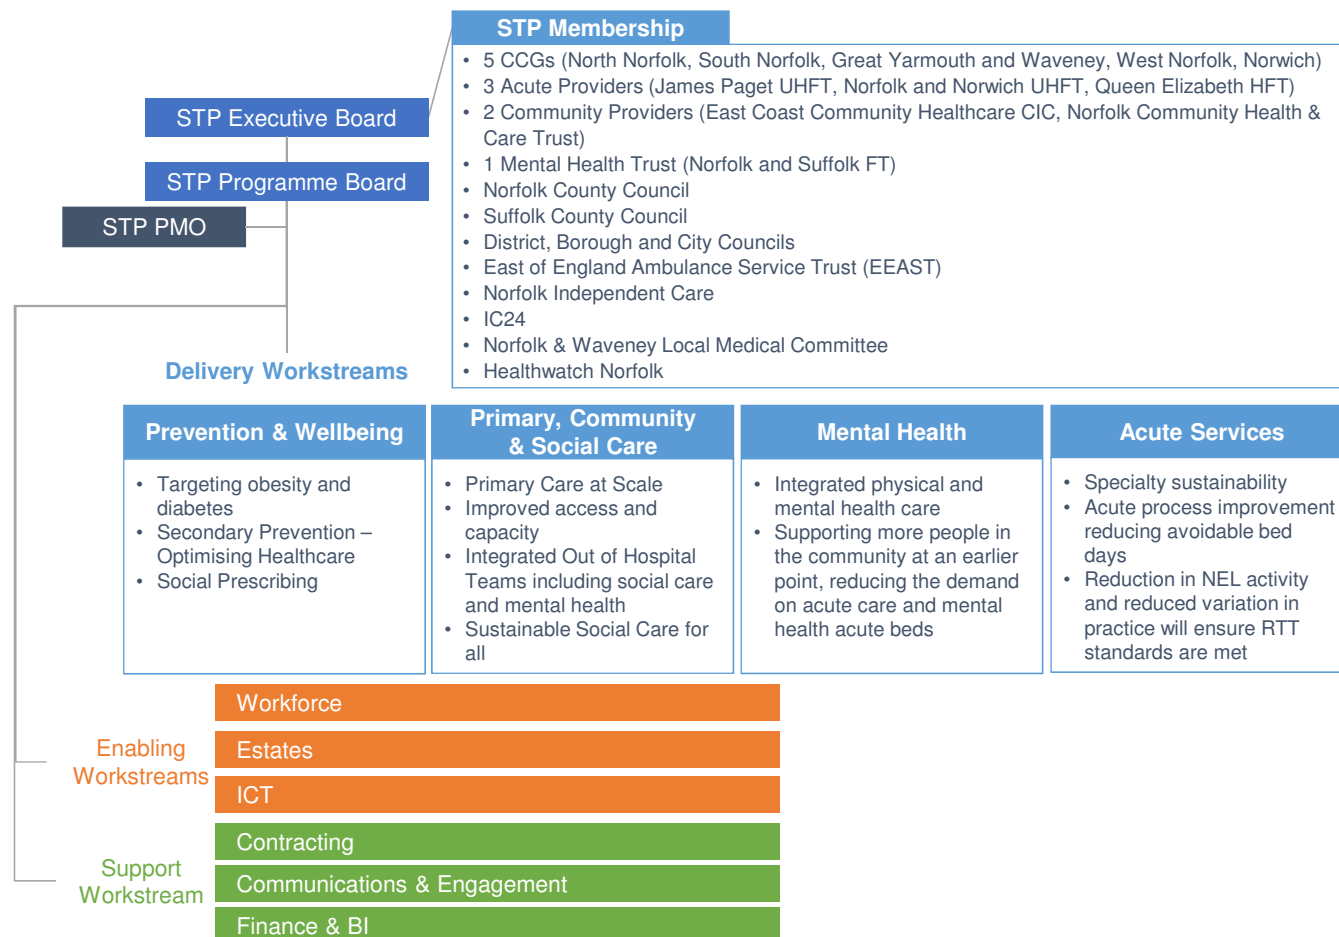 STP Membership
• 5 CCGs (North Norfolk, South Norfolk, Great Yarmouth and Waveney, West Norfolk, Norwich)
• 3 Acute Providers (James Paget UHFT, Norfolk and Norwich UHFT, Queen Elizabeth HFT)
• 2 Community Providers (East Coast Community Healthcare CIC, Norfolk Community Health &
Care Trust)
• 1 Mental Health Trust (Norfolk and Suffolk FT)
• Norfolk County Council
• Suffolk County Council
• District, Borough and City Councils
• East of England Ambulance Service Trust (EEAST)
• Norfolk Independent Care
• IC24
• Norfolk & Waveney Local Medical Committee
• Healthwatch Norfolk
STP Executive Board
STP Programme Board
STP PMO
Delivery Workstreams
Prevention & Wellbeing
• Targeting obesity and
diabetes
• Secondary Prevention –
Optimising Healthcare
• Social Prescribing
Primary, Community
& Social Care
• Primary Care at Scale
• Improved access and
capacity
• Integrated Out of Hospital
Teams including social care
and mental health
• Sustainable Social Care for
all
Mental Health
• Integrated physical and
mental health care
• Supporting more people in
the community at an earlier
point, reducing the demand
on acute care and mental
health acute beds
Acute Services
• Specialty sustainability
• Acute process improvement
reducing avoidable bed
days
• Reduction in NEL activity
and reduced variation in
practice will ensure RTT
standards are met
Enabling
Workstreams
Workforce
Estates
ICT
Support
Workstream
Contracting
Communications & Engagement
Finance & BI